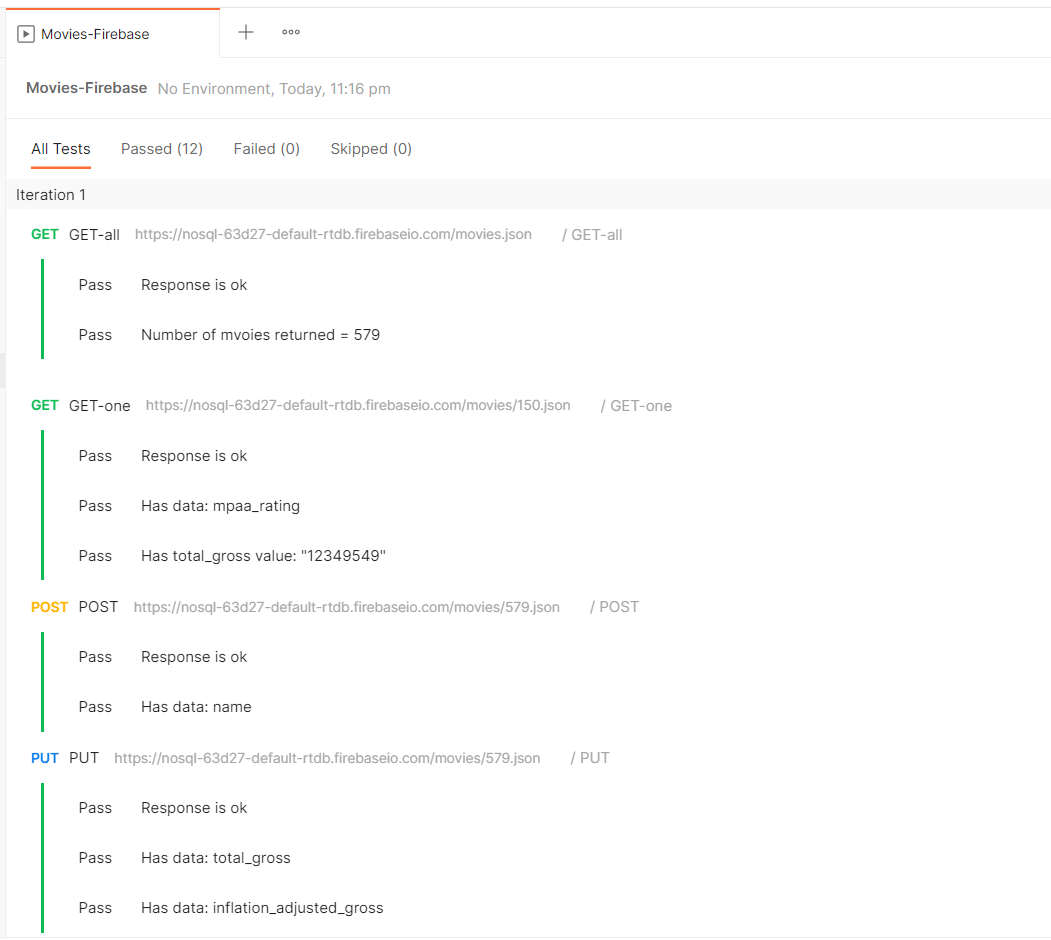 Movies-Firebase
Movies-Firebase No Environment, Today, 11:16 pm
All Tests Passed (12) Failed (0) Skipped (0)
Iteration 1
GET GET-all https://nosql-63d27-default-rtdb.firebaseio.com/movies.json / GET-all
Pass Response is ok
Pass Number of mvoies returned = 579
GET GET-one https://nosql-63d27-default-rtdb.firebaseio.com/movies/150.json / GET-one
Pass Response is ok
Pass Has data: mpaa_rating
Pass Has total_gross value: "12349549"
POST POST https://nosql-63d27-default-rtdb.firebaseio.com/movies/579.json / POST
Pass Response is ok
Pass Has data: name
PUT PUT https://nosql-63d27-default-rtdb.firebaseio.com/movies/579.json / PUT
Pass Response is ok
Pass Has data: total_gross
Pass Has data: inflation_adjusted_gross